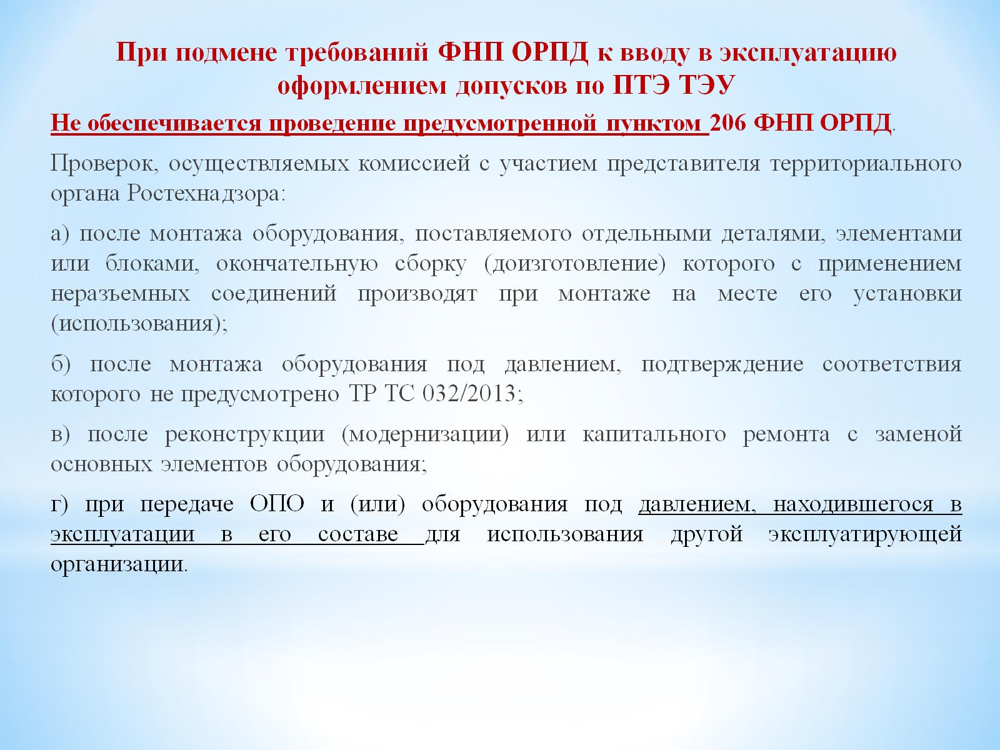 При подмене требований ФНП ОРПД к вводу в эксплуатацию
оформлением допусков по ПТЭ ТЭУ
Не обеспечивается проведение предусмотренной пунктом 206 ФНП ОРПД.
Проверок, осуществляемых комиссией с участием представителя территориального
органа Ростехнадзора:
а) после монтажа оборудования, поставляемого отдельными деталями, элементами
или блоками, окончательную сборку (доизготовление) которого с применением
неразъемных соединений производят при монтаже на месте его установки
(использования);
б) после монтажа оборудования под давлением, подтверждение соответствия
которого не предусмотрено ТР ТС 032/2013;
в) после реконструкции (модернизации) или капитального ремонта с заменой
основных элементов оборудования;
г) при передаче ОПО и (или) оборудования под давлением, находившегося в
эксплуатации в его составе для использования другой эксплуатирующей
организации.